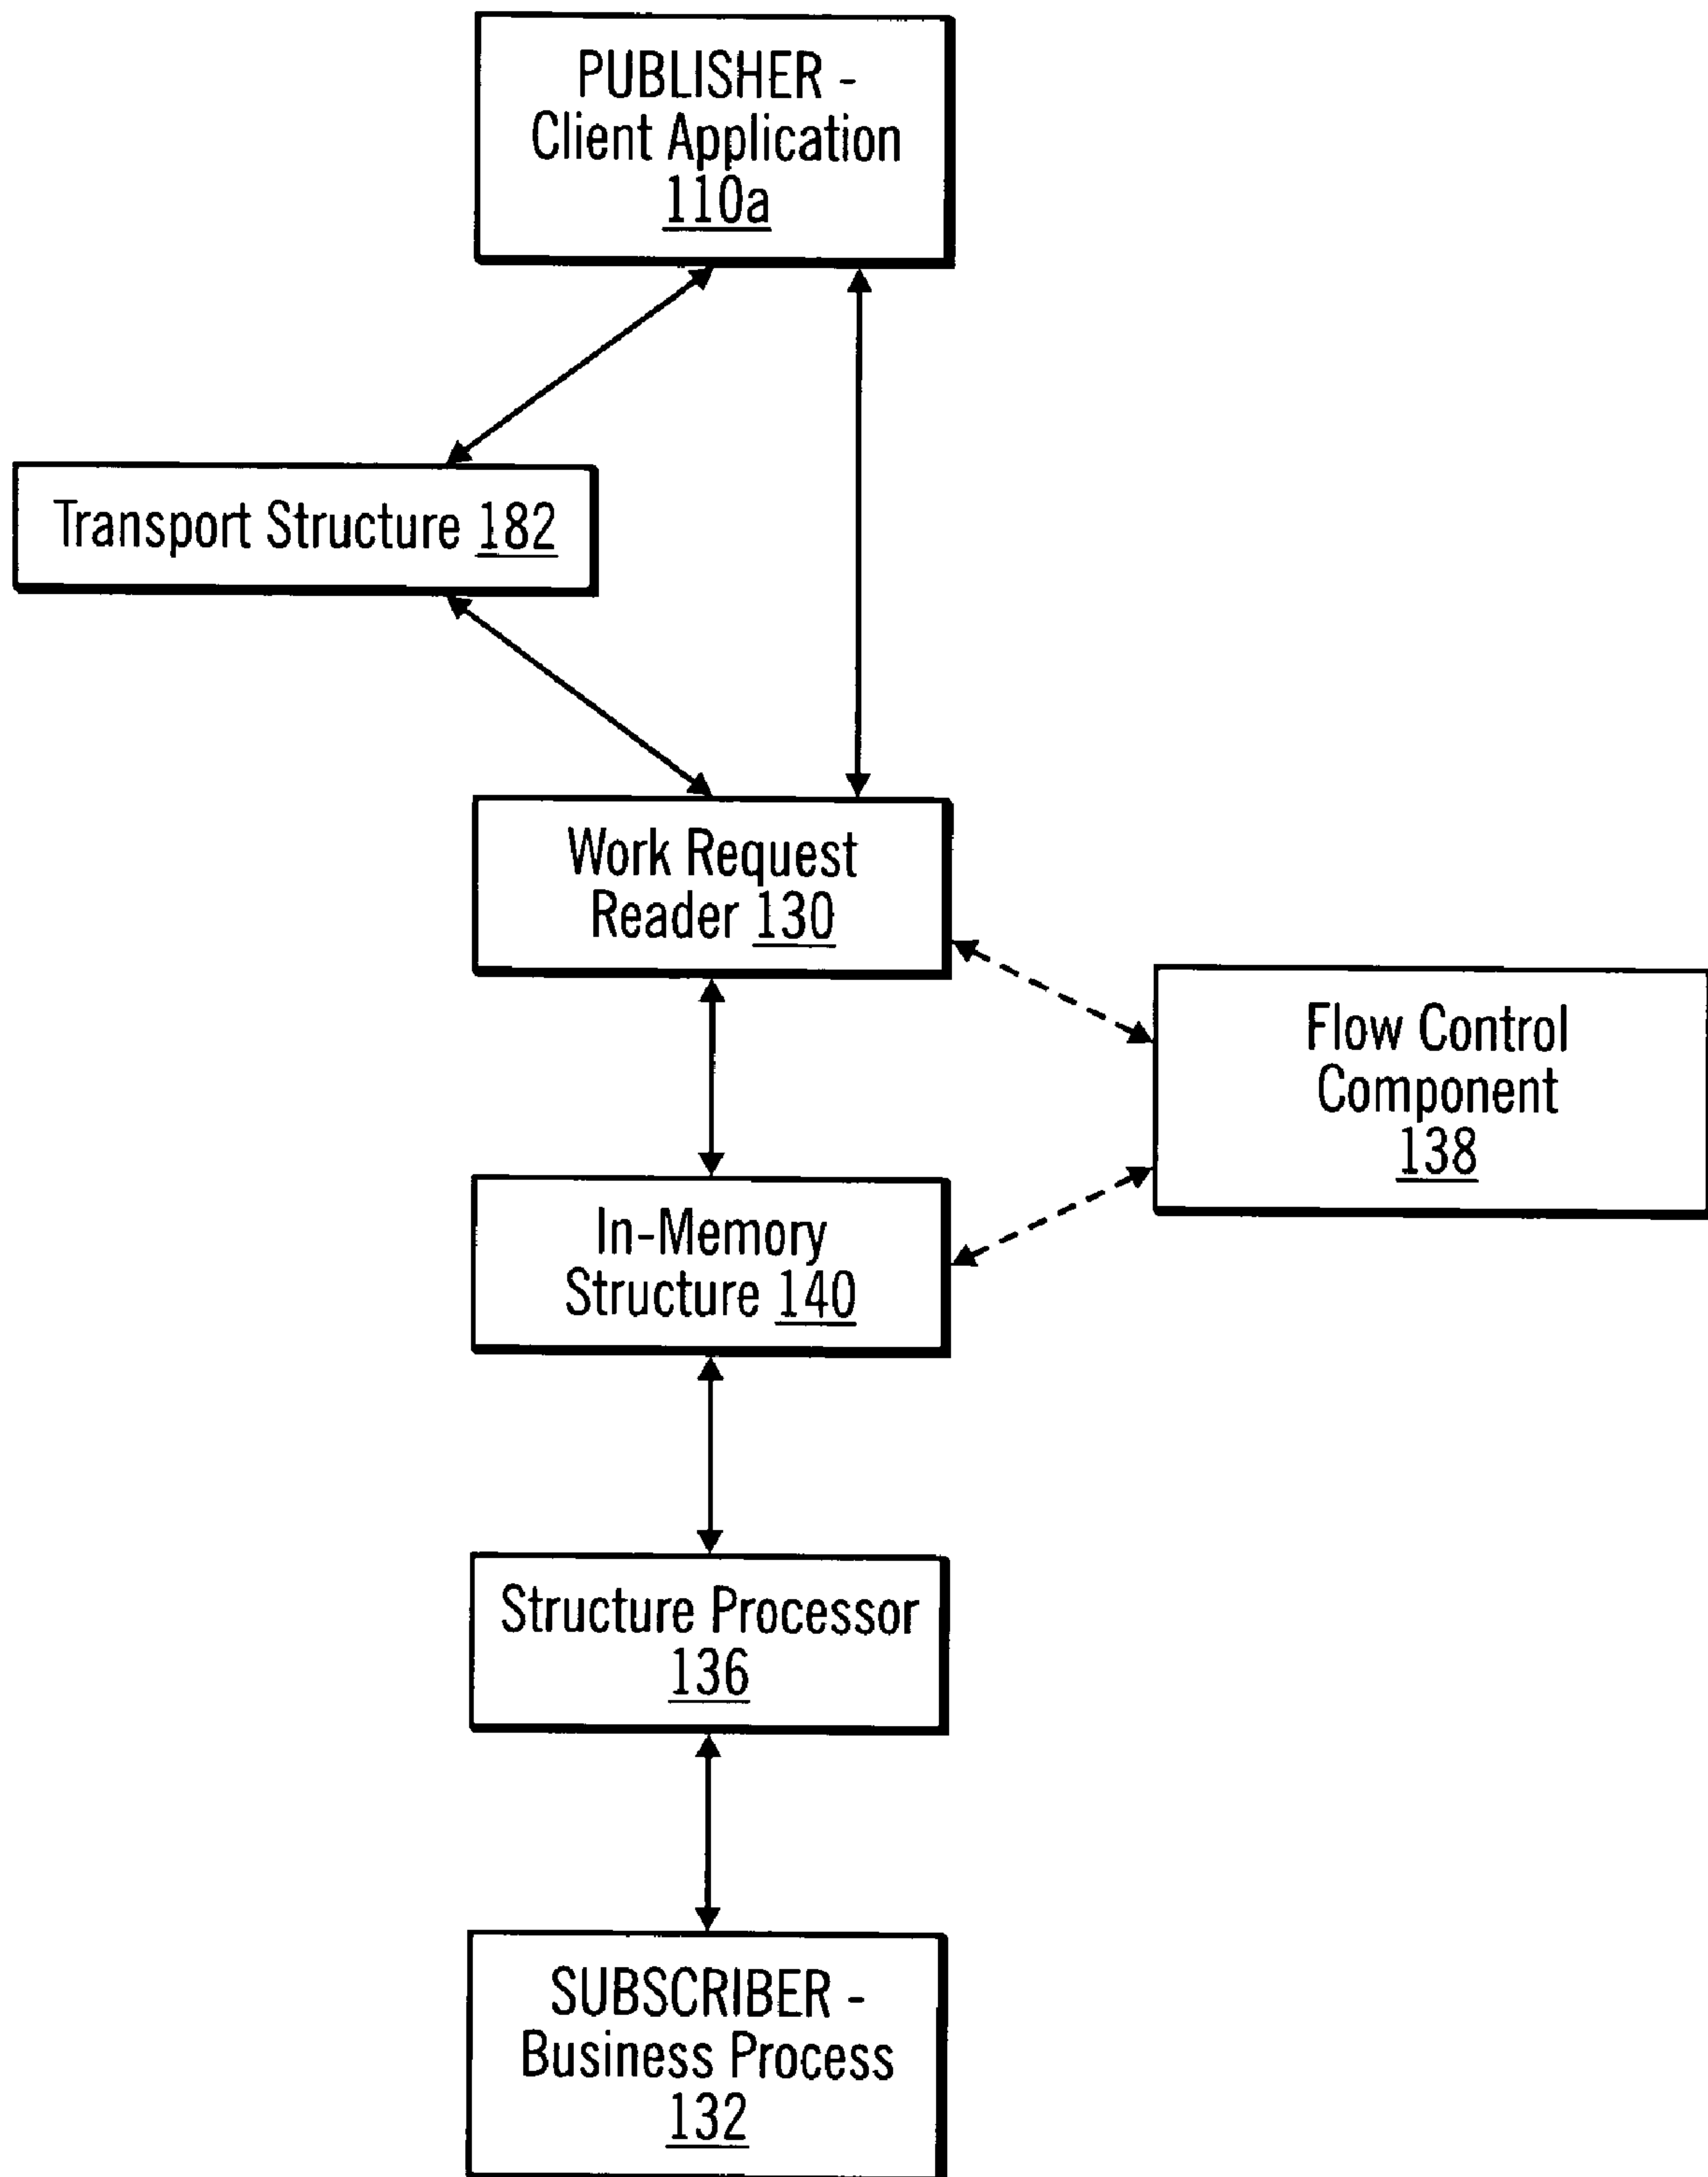 PUBLISHER -
Client Application
110a
Transport Structure 182
Work Request
Reader 130
Flow Control
Component
138
In-Memory
Structure 140
Structure Processor
136
SUBSCRIBER -
Business Process
132